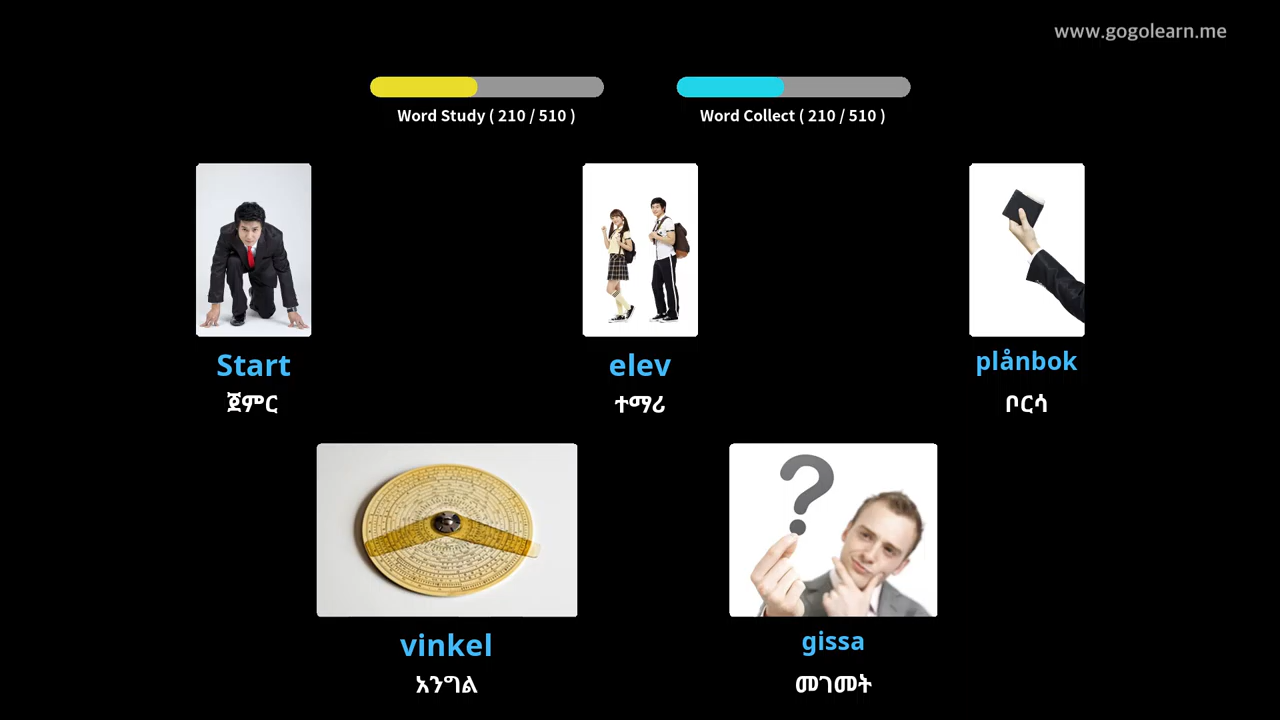 www.gogolearn.me
Word Study ( 210 / 510 )
Word Collect ( 210 / 510 )
Start
ጀምር
elev
ተማሪ
plånbok
ቦርሳ
vinkel
አንግል
gissa
መገመት